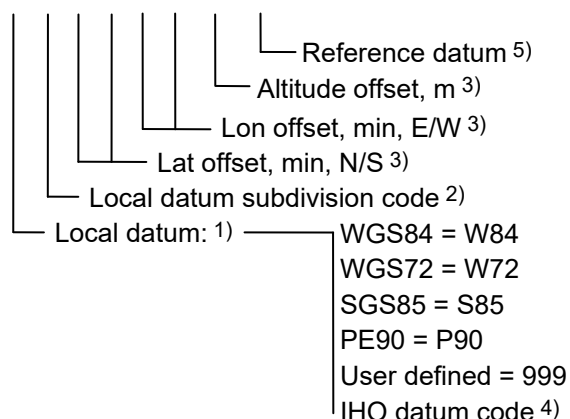 Reference datum 5)
Altitude offset, m 3)
Lon offset, min, E/W 3)
Lat offset, min, N/S 3)
Local datum subdivision code 2)
Local datum: 1) WGS84 = W84
WGS72 = W72
SGS85 = S85
PE90 = P90
User defined = 999
IHO datum code 4)